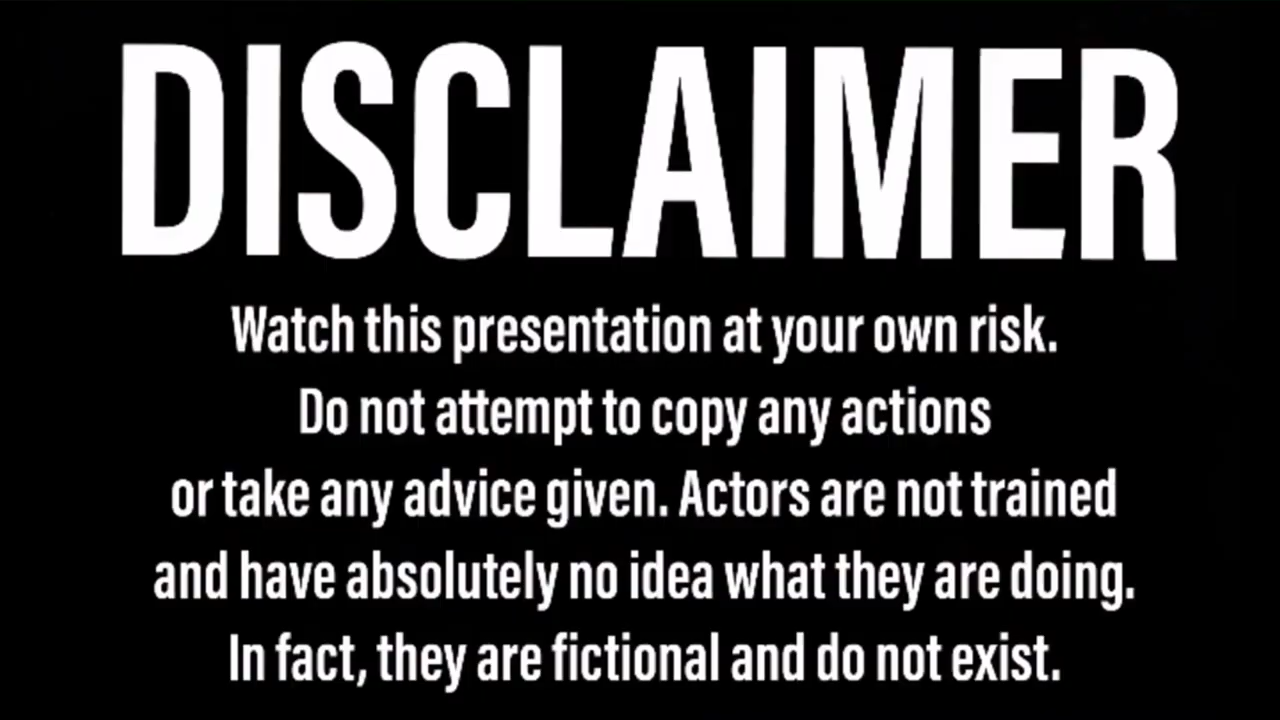 DISCLAIMER
Watch this presentation at your own risk.
Do not attempt to copy any actions
or take any advice given. Actors are not trained
and have absolutely no idea what they are doing.
In fact, they are fictional and do not exist.